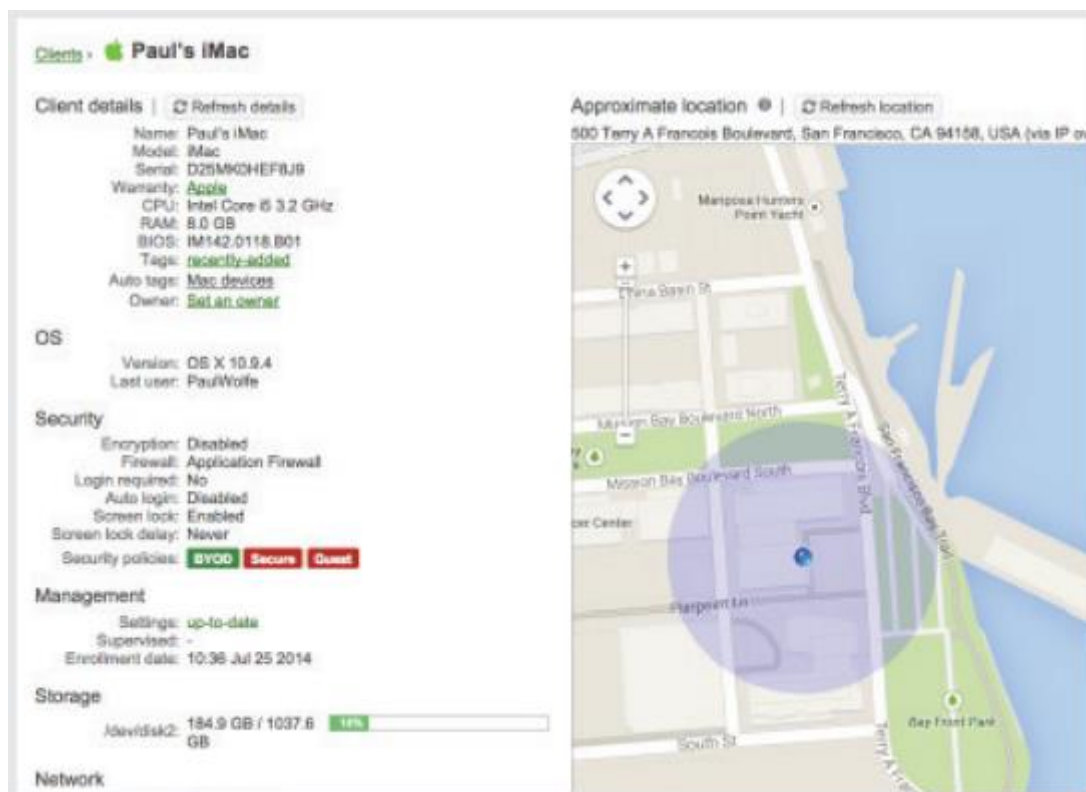 Clients › Paul's iMac
Client details | Refresh details
Name: Paul's iMac
Model: iMac
Serial: D25MK0HEF8J9
Warranty: Apple
CPU: Intel Core i5 3.2 GHz
RAM: 8.0 GB
BIOS: IM142.0118.B01
Tags: recently-added
Auto tags: Mac devices
Owner: Set an owner
OS
Version: OS X 10.9.4
Last user: PaulWolfe
Security
Encryption: Disabled
Firewall: Application Firewall
Login required: No
Auto login: Disabled
Screen lock: Enabled
Screen lock delay: Never
Security policies: BYOD Secure Guest
Management
Settings: up-to-date
Supervised: -
Enrollment date: 10:36 Jul 25 2014
Storage
/dev/disk2: 184.9 GB / 1037.6
GB
18%
Network
Approximate location | Refresh location
500 Terry A Francois Boulevard, San Francisco, CA 94158, USA (via IP
Mariposa Hunters
Point Yacht
China Basin St
Mission Bay Boulevard North
Mission Bay Boulevard South
Terry A Francois Blvd
San Francisco Bay Trail
Center
Pierpoint Ln
Bay Front Park
South St
Terry A